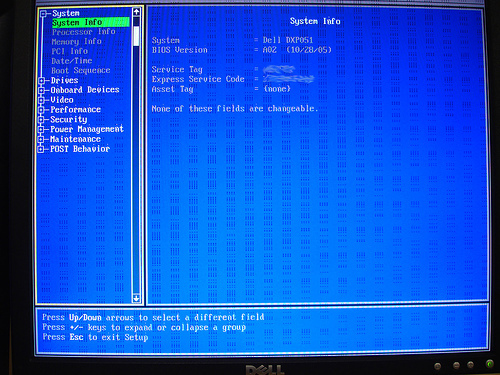 System
System Info
Processor Info
Memory Info
PCI Info
Date/Time
Boot Sequence
Drives
Onboard Devices
Video
Performance
Security
Power Management
Maintenance
POST Behavior
System Info
System = Dell DXP051
BIOS Version = A02 (10/28/05)
Service Tag =
Express Service Code =
Asset Tag = (none)
None of these fields are changeable.
Press Up/Down arrows to select a different field
Press +/- keys to expand or collapse a group
Press Esc to exit Setup
DELL